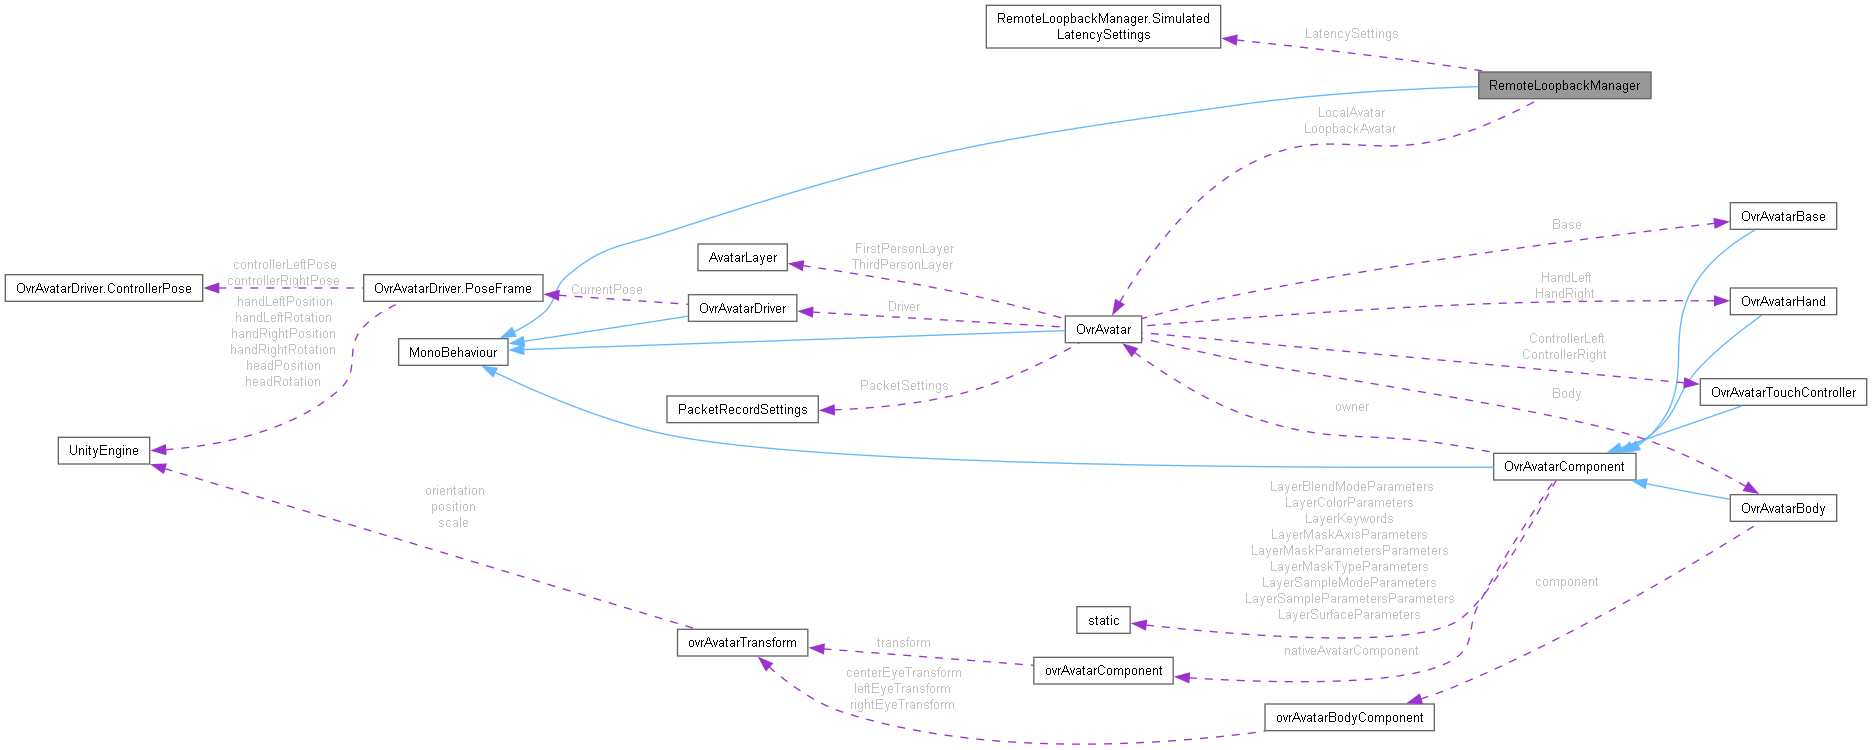 RemoteLoopbackManager.Simulated
LatencySettings
LatencySettings
RemoteLoopbackManager
LocalAvatar
LoopbackAvatar
OvrAvatarBase
Base
AvatarLayer
FirstPersonLayer
ThirdPersonLayer
controllerLeftPose
controllerRightPose
OvrAvatarDriver.ControllerPose
OvrAvatarDriver.PoseFrame
CurrentPose
handLeftPosition
handLeftRotation
handRightPosition
handRightRotation
headPosition
headRotation
OvrAvatarDriver
Driver
HandLeft
HandRight
OvrAvatarHand
OvrAvatar
MonoBehaviour
ControllerLeft
ControllerRight
OvrAvatarTouchController
PacketSettings
PacketRecordSettings
Body
owner
UnityEngine
OvrAvatarComponent
orientation
position
scale
LayerBlendModeParameters
LayerColorParameters
LayerKeywords
LayerMaskAxisParameters
LayerMaskParametersParameters
LayerMaskTypeParameters
LayerSampleModeParameters
LayerSampleParametersParameters
LayerSurfaceParameters
OvrAvatarBody
component
static
ovrAvatarTransform
transform
nativeAvatarComponent
ovrAvatarComponent
centerEyeTransform
leftEyeTransform
rightEyeTransform
ovrAvatarBodyComponent